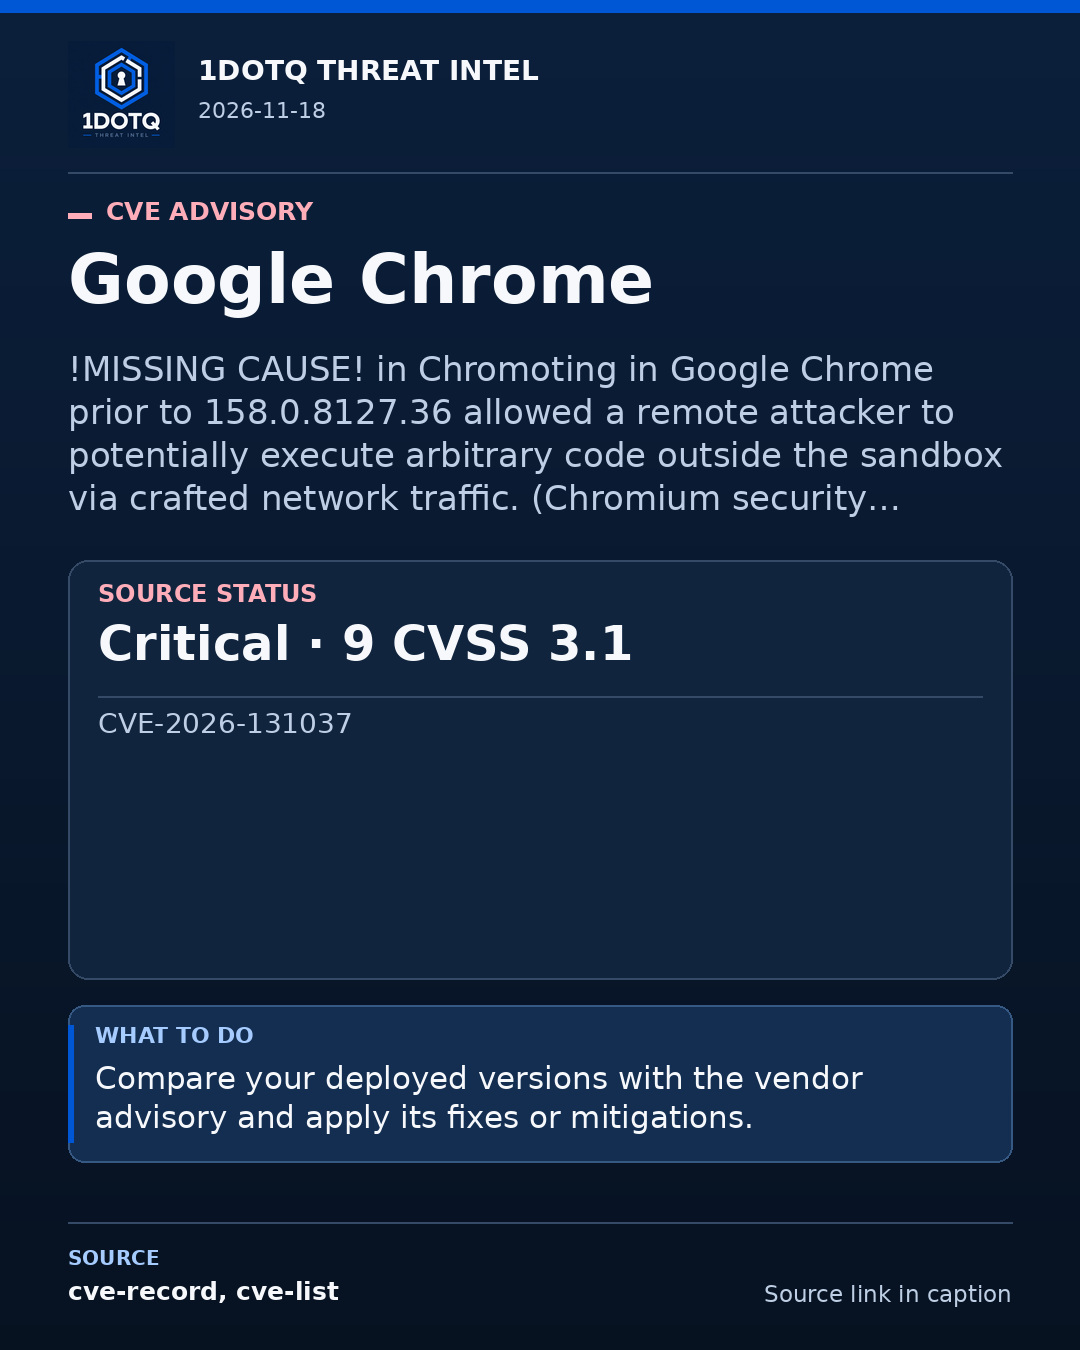 1DOTQ
THREAT INTEL
1DOTQ THREAT INTEL
2026-11-18
CVE ADVISORY
Google Chrome
!MISSING CAUSE! in Chromoting in Google Chrome
prior to 158.0.8127.36 allowed a remote attacker to
potentially execute arbitrary code outside the sandbox
via crafted network traffic. (Chromium security…
SOURCE STATUS
Critical · 9 CVSS 3.1
CVE-2026-131037
WHAT TO DO
Compare your deployed versions with the vendor
advisory and apply its fixes or mitigations.
SOURCE
cve-record, cve-list
Source link in caption